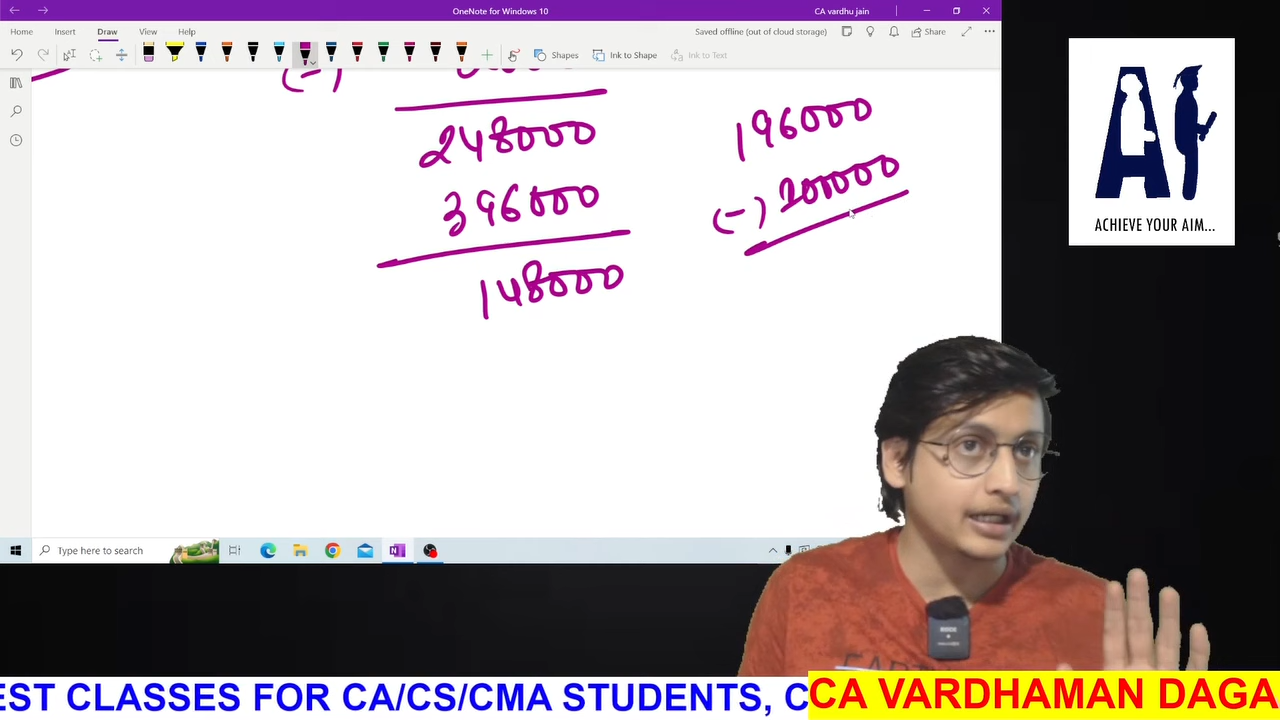 OneNote for Windows 10
CA vardhu jain
Home Insert Draw View Help
Saved offline (out of cloud storage)
Share
Shapes
Ink to Shape
Ink to Text
(-)
248000
396000
148000
196000
(-) 200000
ACHIEVE YOUR AIM...
Type here to search
EST CLASSES FOR CA/CS/CMA STUDENTS, C
CA VARDHAMAN DAGA